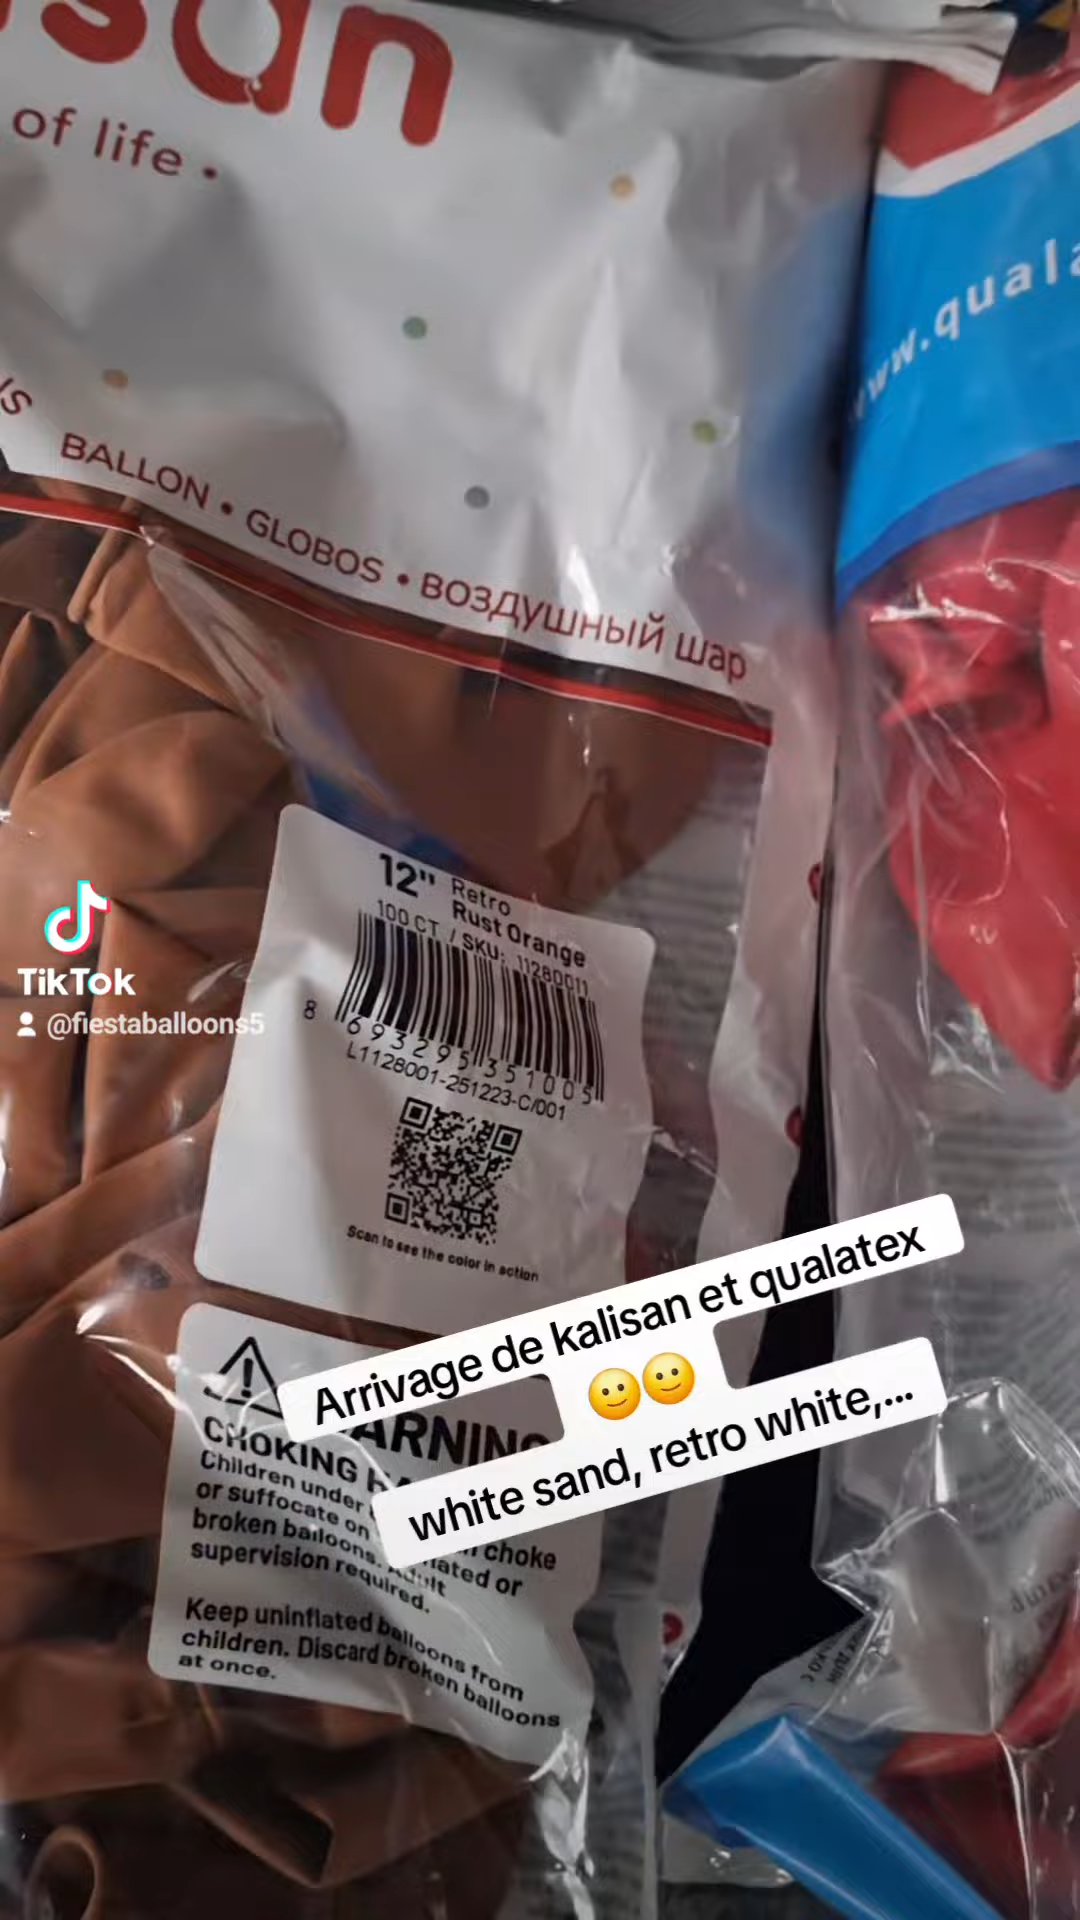 of life •
BALLON • GLOBOS • ВОЗДУШНЫЙ шар
www.quala
12" Retro
Rust Orange
100 CT / SKU: 11280011
8 693295 351005
L1128001-251223-C/001
Scan to see the color in action
TikTok
@fiestaballoons5
Arrivage de kalisan et qualatex
🙂🙂
white sand, retro white,...
WARNING
CHOKING
Children under choke
or suffocate on
broken balloons. Adult
supervision required.
Keep uninflated balloons from
children. Discard broken balloons
at once.